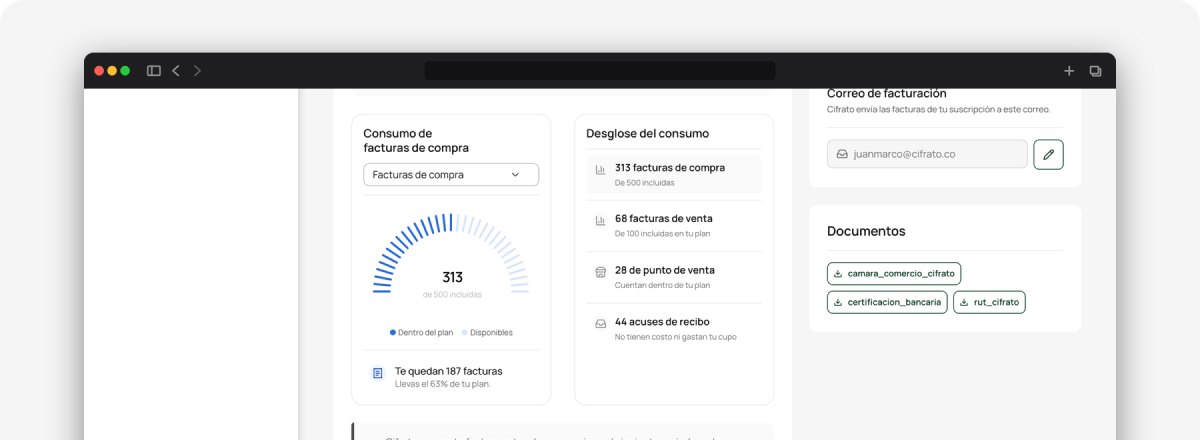 Consumo de
facturas de compra
Facturas de compra
313
de 500 incluidas
Dentro del plan
Disponibles
Te quedan 187 facturas
Llevas el 63% de tu plan.
Desglose del consumo
313 facturas de compra
De 500 incluidas
68 facturas de venta
De 100 incluidas en tu plan
28 de punto de venta
Cuentan dentro de tu plan
44 acuses de recibo
No tienen costo ni gastan tu cupo
Correo de facturación
Cifrato envía las facturas de tu suscripción a este correo.
juanmarco@cifrato.co
Documentos
camara_comercio_cifrato
certificacion_bancaria
rut_cifrato